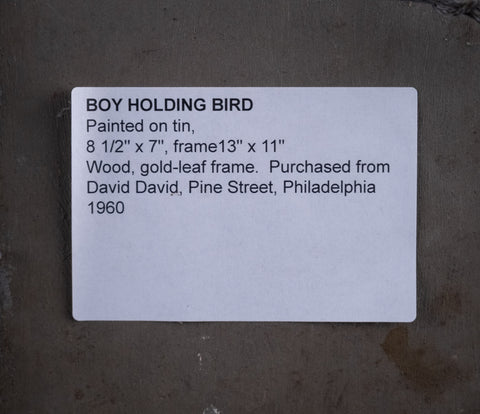 BOY HOLDING BIRD
Painted on tin,
8 1/2" x 7", frame13" x 11"
Wood, gold-leaf frame.  Purchased from
David David, Pine Street, Philadelphia
1960